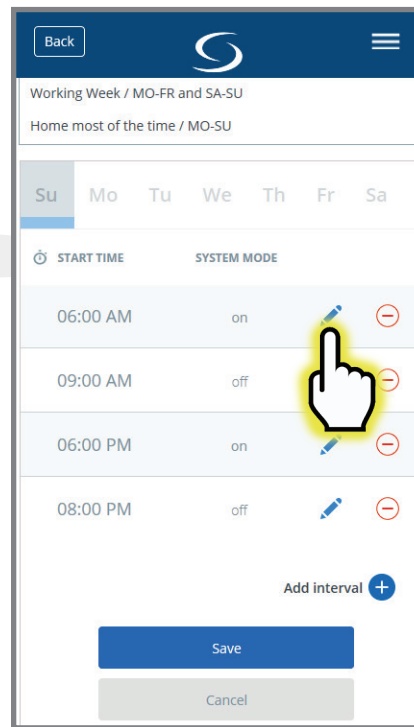 Back
Working Week / MO-FR and SA-SU
Home most of the time / MO-SU
Su Mo Tu We Th Fr Sa
START TIME SYSTEM MODE
06:00 AM on
09:00 AM off
06:00 PM on
08:00 PM off
Add interval
Save
Cancel